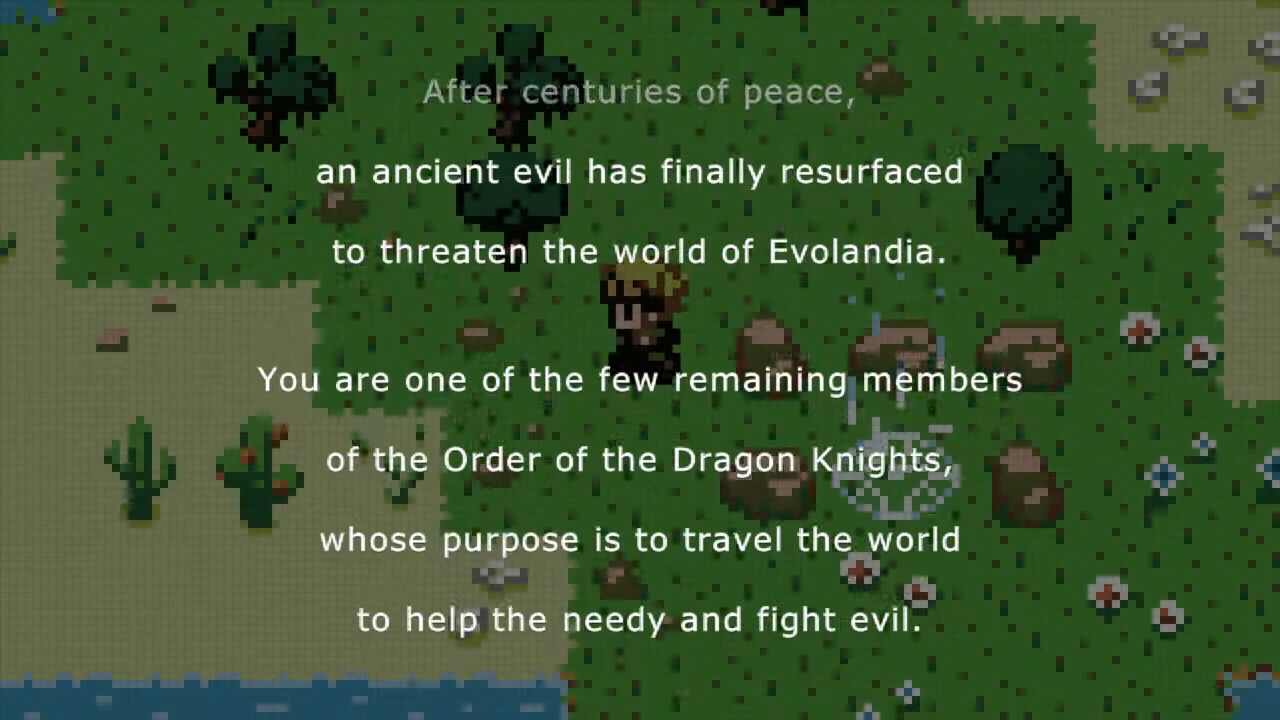 After centuries of peace,
an ancient evil has finally resurfaced
to threaten the world of Evolandia.
You are one of the few remaining members
of the Order of the Dragon Knights,
whose purpose is to travel the world
to help the needy and fight evil.